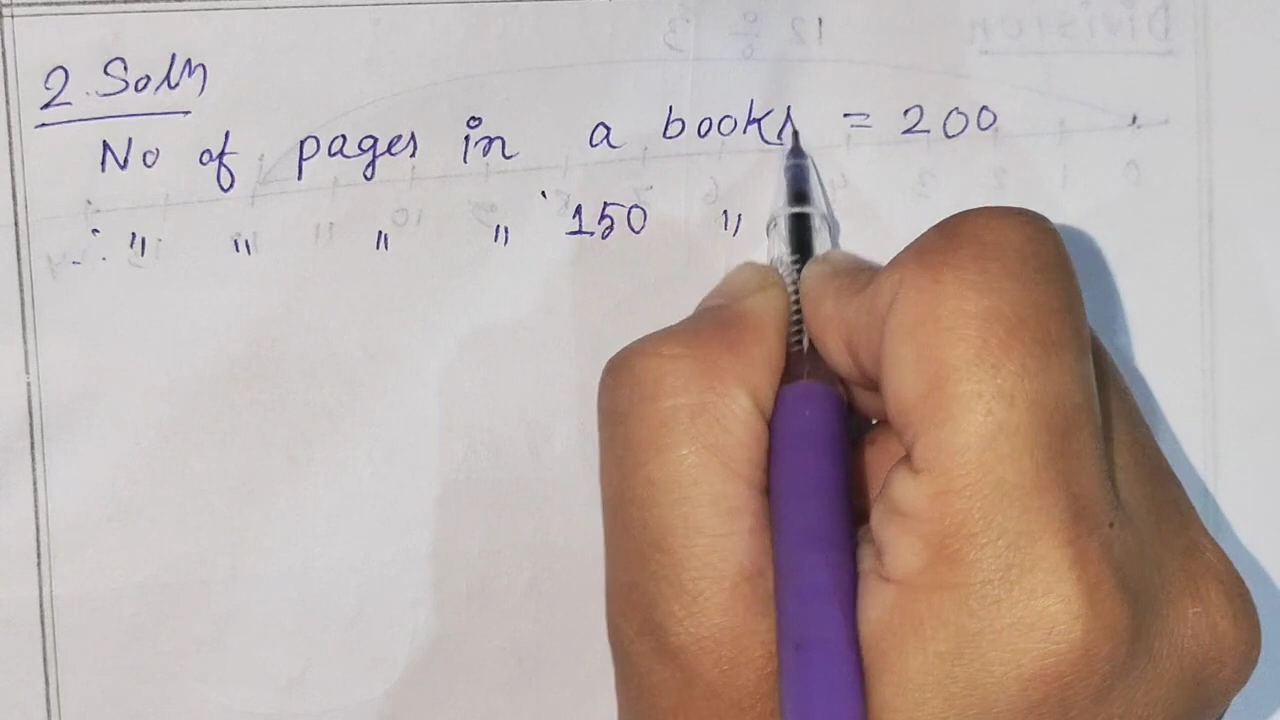 2. Soln
No of pages in a books = 200
∴ " " " " 150 "